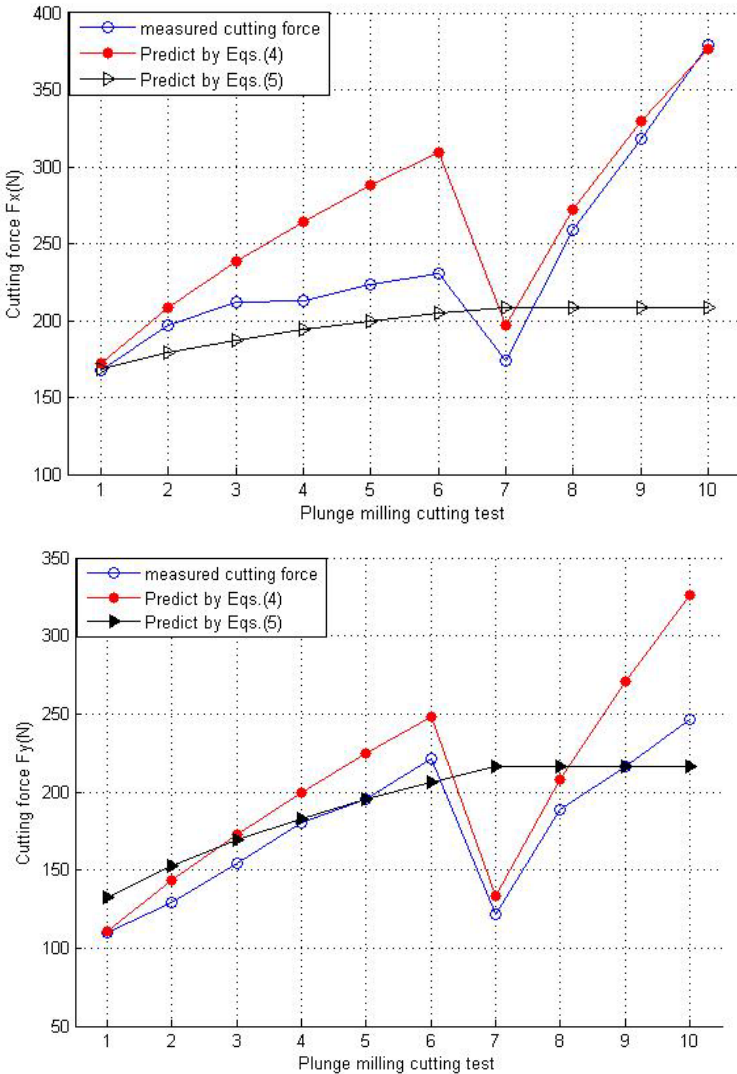 400
350
300
250
200
150
100
Cutting force Fx(N)
measured cutting force
Predict by Eqs.(4)
Predict by Eqs.(5)
1 2 3 4 5 6 7 8 9 10
Plunge milling cutting test
350
300
250
200
150
100
50
Cutting force Fy(N)
measured cutting force
Predict by Eqs.(4)
Predict by Eqs.(5)
1 2 3 4 5 6 7 8 9 10
Plunge milling cutting test